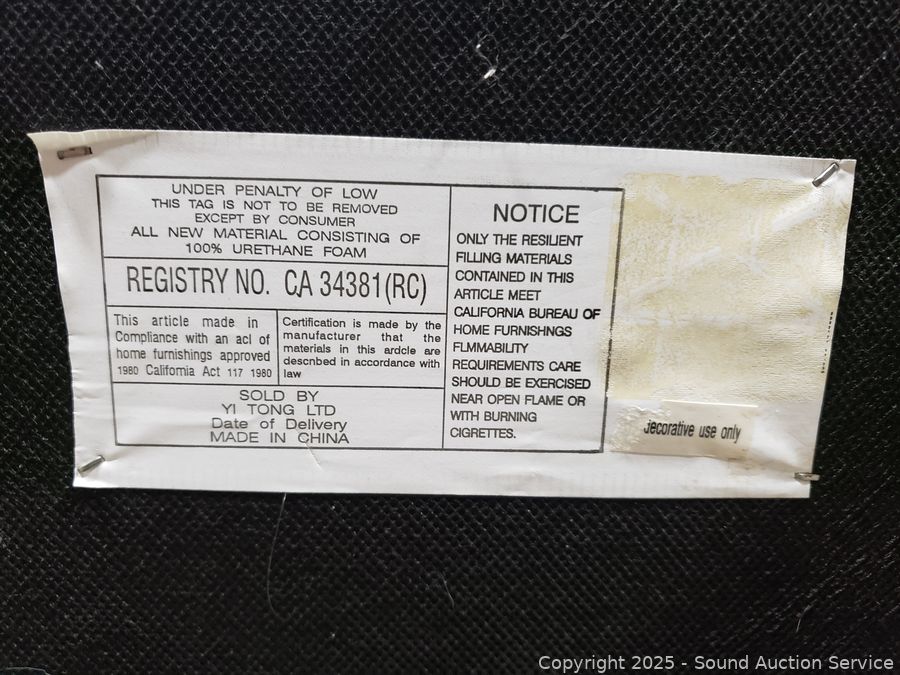 UNDER PENALTY OF LOW
THIS TAG IS NOT TO BE REMOVED
EXCEPT BY CONSUMER
ALL NEW MATERIAL CONSISTING OF
100% URETHANE FOAM
REGISTRY NO. CA 34381(RC)
This article made in
Compliance with an acl of
home furnishings approved
1980 California Act 117 1980
Certification is made by the
manufacturer that the
materials in this ardcle are
descnbed in accordance with
law
SOLD BY
YI TONG LTD
Date of Delivery
MADE IN CHINA
NOTICE
ONLY THE RESILIENT
FILLING MATERIALS
CONTAINED IN THIS
ARTICLE MEET
CALIFORNIA BUREAU OF
HOME FURNISHNGS
FLMMABILITY
REQUIREMENTS CARE
SHOULD BE EXERCISED
NEAR OPEN FLAME OR
WITH BURNING
CIGRETTES.
decorative use only
Copyright 2025 - Sound Auction Service